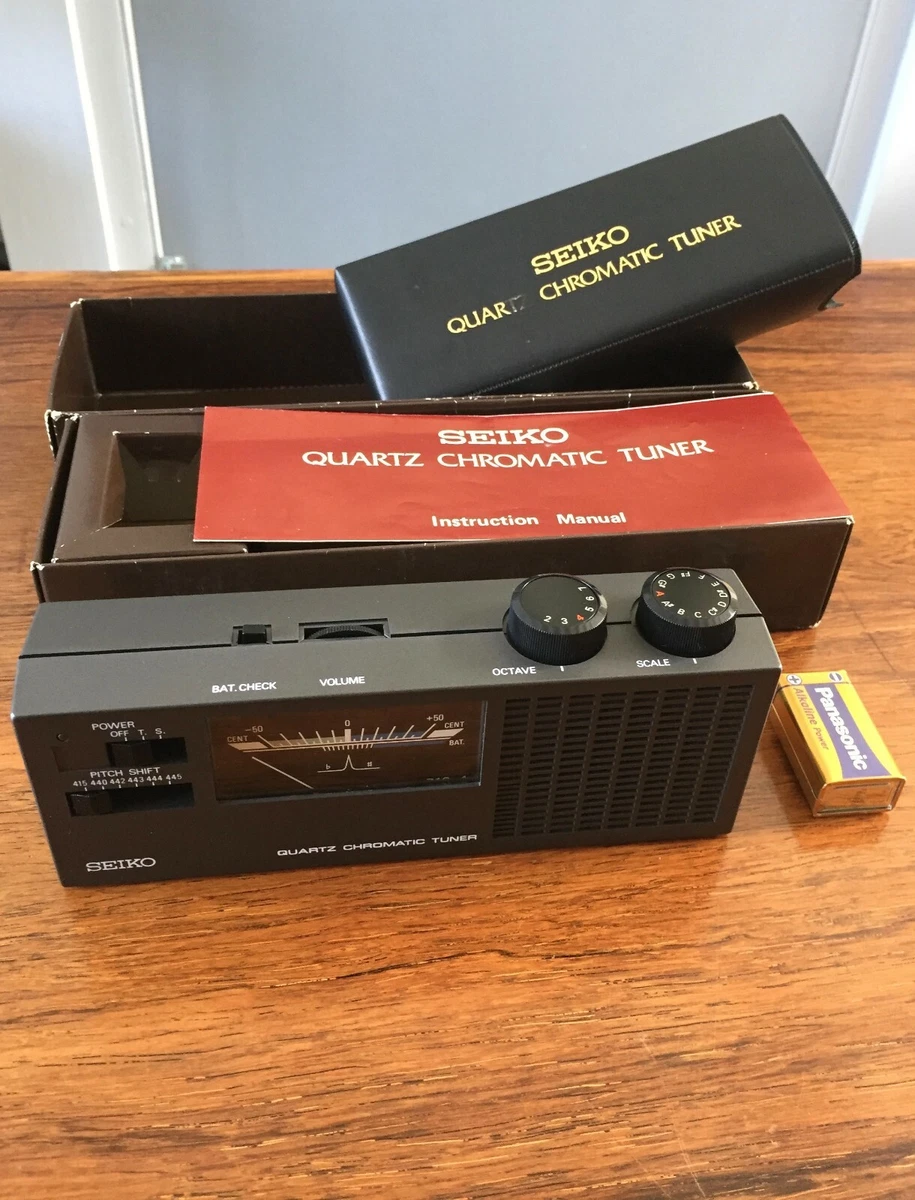 SEIKO
QUAR CHROMATIC TUNER
SEIKO
QUARTZ CHROMATIC TUNER
Instruction Manual
2 3 4 5 6 7
A# B C C# D D# E F F# G G# A
OCTAVE
SCALE
BAT. CHECK
VOLUME
POWER
OFF T. S.
PITCH SHIFT
415 440 442 443 444 445
-50 0 +50
CENT CENT
BAT.
b #
SEIKO
QUARTZ CHROMATIC TUNER
Panasonic
Alkaline Power